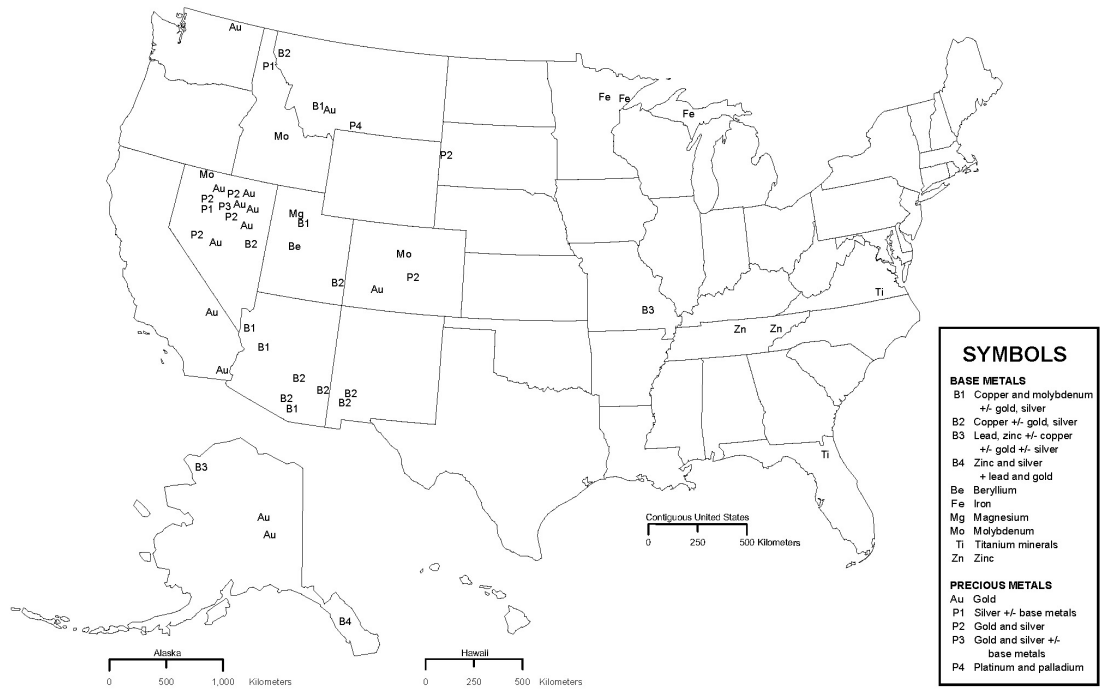 Au
B2
P1
B1 Au
P4
Mo
Fe Fe
Fe
P2
Mo
Au P2 Au
P2 P3 Au
P1 Au
P2
Au
P2 Au B2
Mg
B1
Be
B2
Mo
P2
Au
Au
B1
B1
Au
B2
B2
B2
B1
B2
B2
B3
Zn Zn
Ti
Ti
B3
Au
Au
B4
Contiguous United States
0 250 500 Kilometers
Alaska
0 500 1,000 Kilometers
Hawaii
0 250 500 Kilometers
SYMBOLS
BASE METALS
B1 Copper and molybdenum
+/- gold, silver
B2 Copper +/- gold, silver
B3 Lead, zinc +/- copper
+/- gold +/- silver
B4 Zinc and silver
+ lead and gold
Be Beryllium
Fe Iron
Mg Magnesium
Mo Molybdenum
Ti Titanium minerals
Zn Zinc
PRECIOUS METALS
Au Gold
P1 Silver +/- base metals
P2 Gold and silver
P3 Gold and silver +/-
base metals
P4 Platinum and palladium